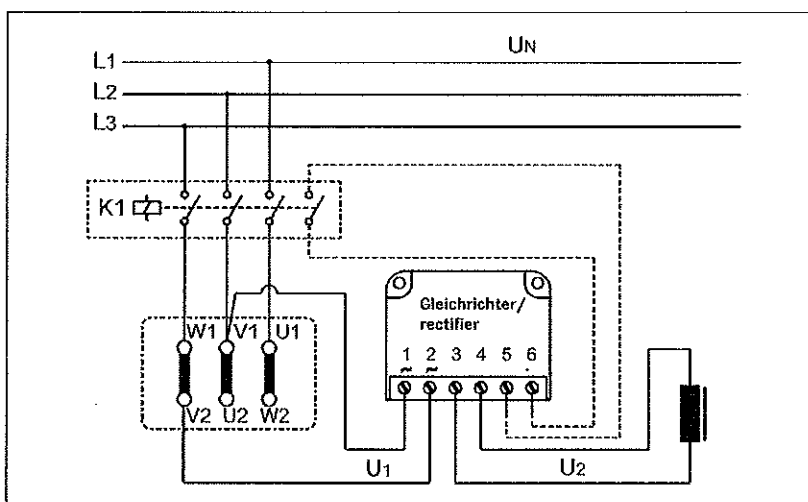 UN
L1
L2
L3
K1
Gleichrichter/
rectifier
W1 V1 U1
1 2 3 4 5 6
~ ~
V2 U2 W2
U1 U2